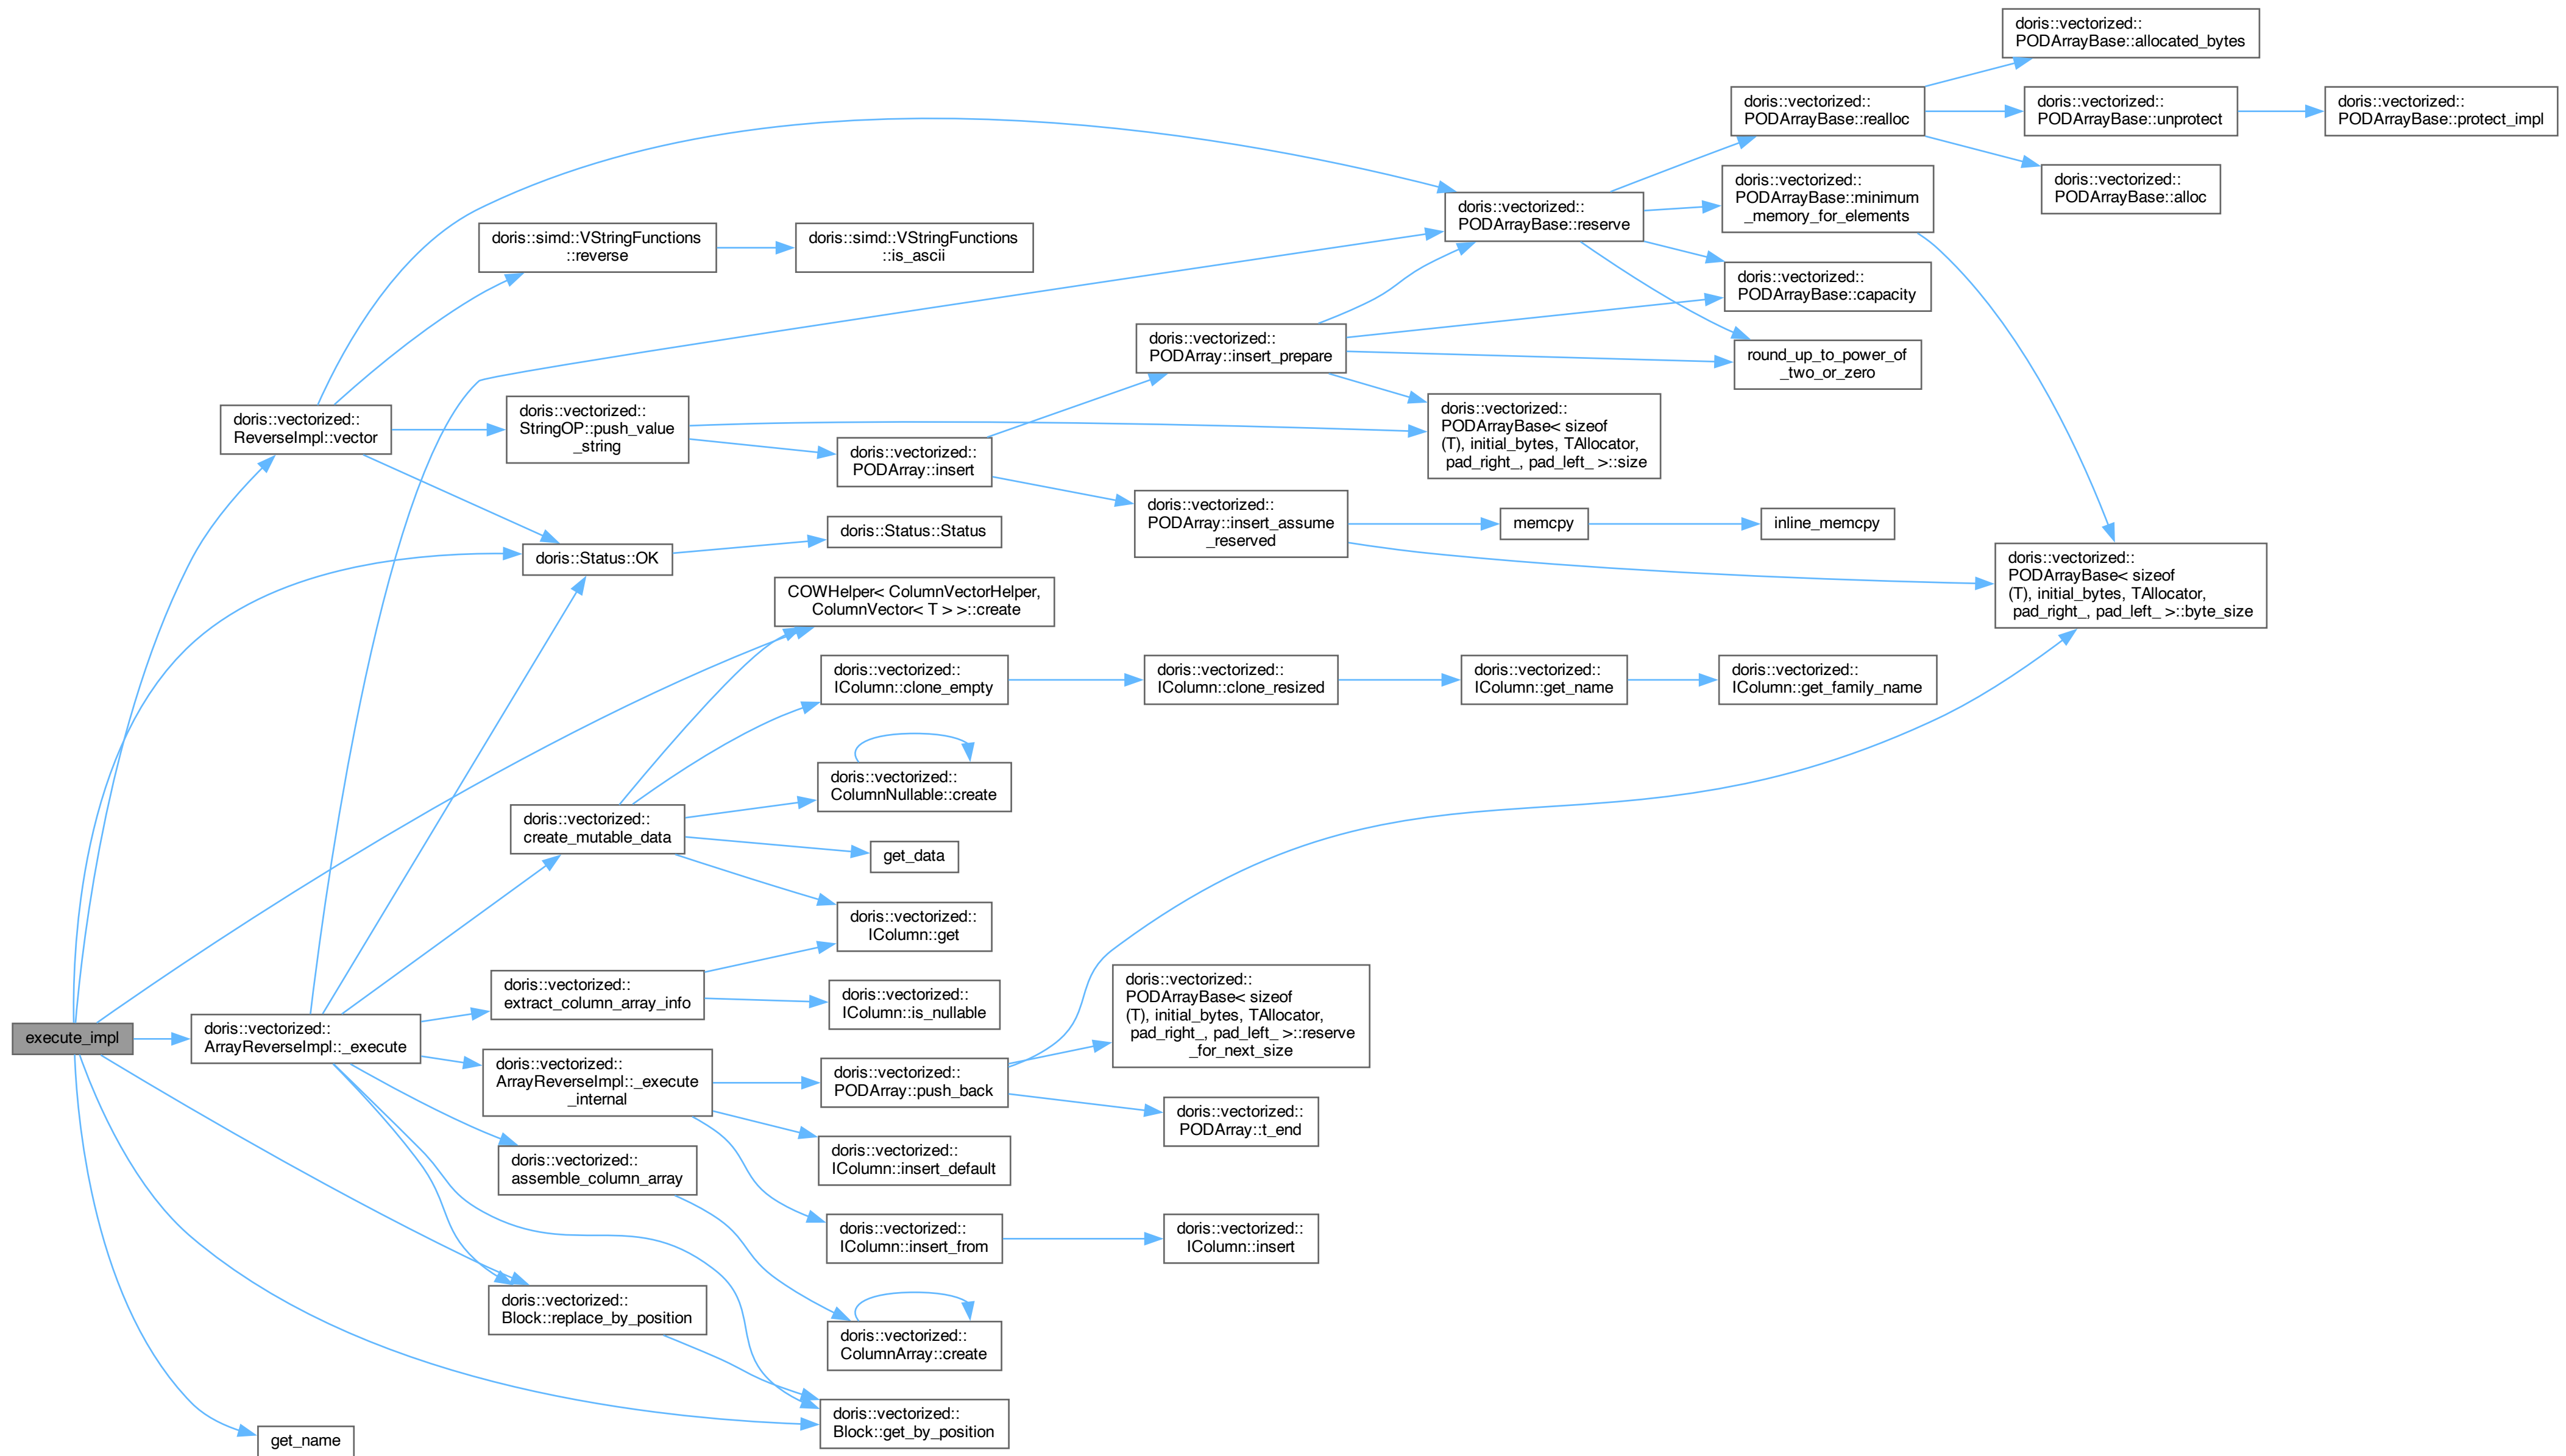 execute_impl
doris::vectorized::
ReverseImpl::vector
doris::vectorized::
ArrayReverseImpl::_execute
get_name
doris::simd::VStringFunctions
::reverse
doris::vectorized::
StringOP::push_value
_string
doris::Status::OK
doris::vectorized::
create_mutable_data
doris::vectorized::
extract_column_array_info
doris::vectorized::
ArrayReverseImpl::_execute
_internal
doris::vectorized::
assemble_column_array
doris::vectorized::
Block::replace_by_position
doris::simd::VStringFunctions
::is_ascii
doris::vectorized::
PODArray::insert
doris::Status::Status
COWHelper< ColumnVectorHelper,
ColumnVector< T > >::create
doris::vectorized::
IColumn::clone_empty
doris::vectorized::
ColumnNullable::create
get_data
doris::vectorized::
IColumn::get
doris::vectorized::
IColumn::is_nullable
doris::vectorized::
PODArray::push_back
doris::vectorized::
IColumn::insert_default
doris::vectorized::
IColumn::insert_from
doris::vectorized::
ColumnArray::create
doris::vectorized::
Block::get_by_position
doris::vectorized::
PODArray::insert_prepare
doris::vectorized::
PODArray::insert_assume
_reserved
doris::vectorized::
IColumn::clone_resized
doris::vectorized::
PODArrayBase< sizeof
(T), initial_bytes, TAllocator,
pad_right_, pad_left_ >::reserve
_for_next_size
doris::vectorized::
PODArray::t_end
doris::vectorized::
IColumn::insert
doris::vectorized::
PODArrayBase::reserve
doris::vectorized::
PODArrayBase< sizeof
(T), initial_bytes, TAllocator,
pad_right_, pad_left_ >::size
memcpy
doris::vectorized::
IColumn::get_name
doris::vectorized::
PODArrayBase::realloc
doris::vectorized::
PODArrayBase::minimum
_memory_for_elements
doris::vectorized::
PODArrayBase::capacity
round_up_to_power_of
_two_or_zero
inline_memcpy
doris::vectorized::
IColumn::get_family_name
doris::vectorized::
PODArrayBase::allocated_bytes
doris::vectorized::
PODArrayBase::unprotect
doris::vectorized::
PODArrayBase::alloc
doris::vectorized::
PODArrayBase< sizeof
(T), initial_bytes, TAllocator,
pad_right_, pad_left_ >::byte_size
doris::vectorized::
PODArrayBase::protect_impl